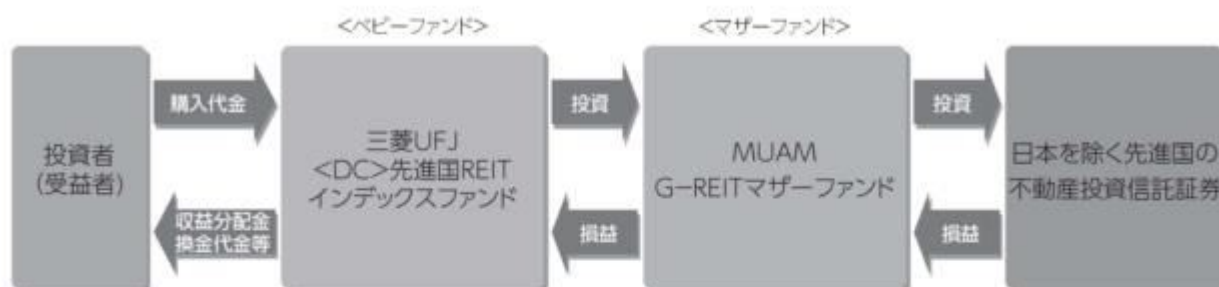 <ベビーファンド>
<マザーファンド>
投資者
(受益者)
購入代金
収益分配金
換金代金等
三菱UFJ
<DC>先進国REIT
インデックスファンド
投資
損益
MUAM
G-REITマザーファンド
投資
損益
日本を除く先進国の
不動産投資信託証券